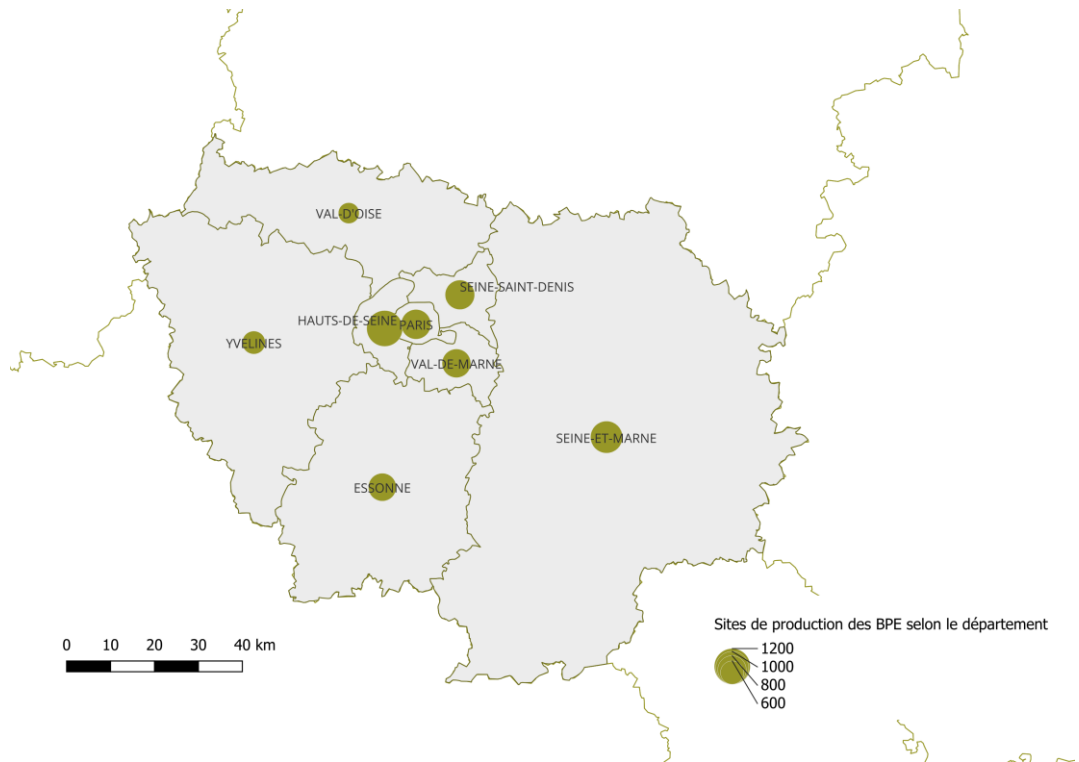 VAL-D'OISE
SEINE-SAINT-DENIS
HAUTS-DE-SEINE
PARIS
YVELINES
VAL-DE-MARNE
SEINE-ET-MARNE
ESSONNE
Sites de production des BPE selon le département
0 10 20 30 40 km
1200
1000
800
600